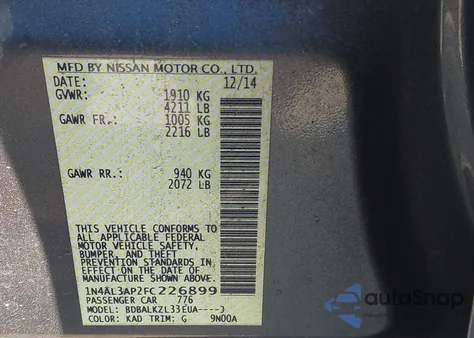 MFD BY NISSAN MOTOR CO., LTD.
DATE: 12/14
GVWR: 1910 KG
4211 LB
GAWR FR.: 1005 KG
2216 LB
GAWR RR.: 940 KG
2072 LB
THIS VEHICLE CONFORMS TO
ALL APPLICABLE FEDERAL
MOTOR VEHICLE SAFETY,
BUMPER, AND THEFT
PREVENTION STANDARDS IN
EFFECT ON THE DATE OF
MANUFACTURE SHOWN ABOVE.
1N4AL3AP2FC226899
PASSENGER CAR 776
MODEL: BDBALKZL33EUA----J
COLOR: KAD TRIM: G 9N00A
autoSnap